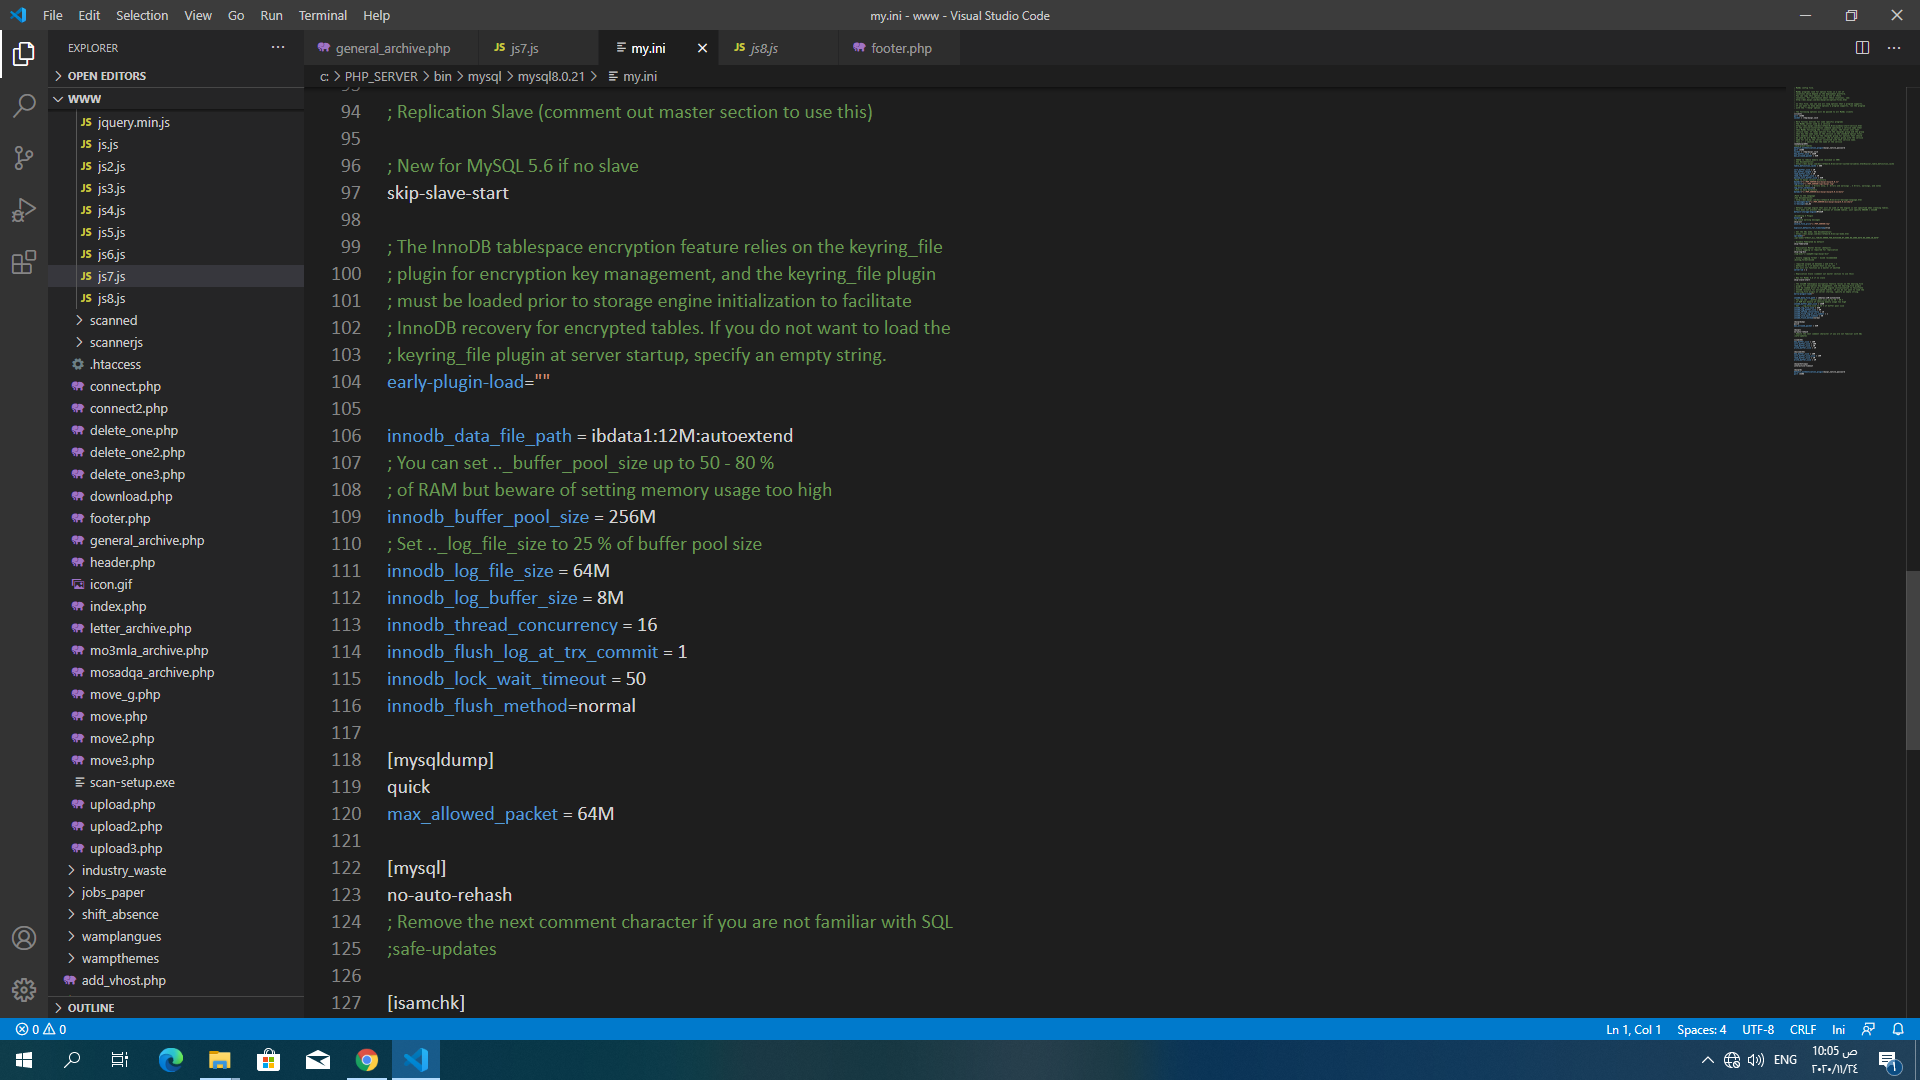 File Edit Selection View Go Run Terminal Help
my.ini - www - Visual Studio Code
EXPLORER
OPEN EDITORS
WWW
JS jquery.min.js
JS js.js
JS js2.js
JS js3.js
JS js4.js
JS js5.js
JS js6.js
JS js7.js
JS js8.js
scanned
scannerjs
.htaccess
connect.php
connect2.php
delete_one.php
delete_one2.php
delete_one3.php
download.php
footer.php
general_archive.php
header.php
icon.gif
index.php
letter_archive.php
mo3mla_archive.php
mosadqa_archive.php
move_g.php
move.php
move2.php
move3.php
scan-setup.exe
upload.php
upload2.php
upload3.php
industry_waste
jobs_paper
shift_absence
wamplangues
wampthemes
add_vhost.php
OUTLINE
general_archive.php JS js7.js my.ini JS js8.js footer.php
c: > PHP_SERVER > bin > mysql > mysql8.0.21 > my.ini
94 ; Replication Slave (comment out master section to use this)
95
96 ; New for MySQL 5.6 if no slave
97 skip-slave-start
98
99 ; The InnoDB tablespace encryption feature relies on the keyring_file
100 ; plugin for encryption key management, and the keyring_file plugin
101 ; must be loaded prior to storage engine initialization to facilitate
102 ; InnoDB recovery for encrypted tables. If you do not want to load the
103 ; keyring_file plugin at server startup, specify an empty string.
104 early-plugin-load=""
105
106 innodb_data_file_path = ibdata1:12M:autoextend
107 ; You can set .._buffer_pool_size up to 50 - 80 %
108 ; of RAM but beware of setting memory usage too high
109 innodb_buffer_pool_size = 256M
110 ; Set .._log_file_size to 25 % of buffer pool size
111 innodb_log_file_size = 64M
112 innodb_log_buffer_size = 8M
113 innodb_thread_concurrency = 16
114 innodb_flush_log_at_trx_commit = 1
115 innodb_lock_wait_timeout = 50
116 innodb_flush_method=normal
117
118 [mysqldump]
119 quick
120 max_allowed_packet = 64M
121
122 [mysql]
123 no-auto-rehash
124 ; Remove the next comment character if you are not familiar with SQL
125 ;safe-updates
126
127 [isamchk]
0 0
Ln 1, Col 1 Spaces: 4 UTF-8 CRLF Ini
ENG
10:05 ص
٢٠٢٠/١١/٢٤
1